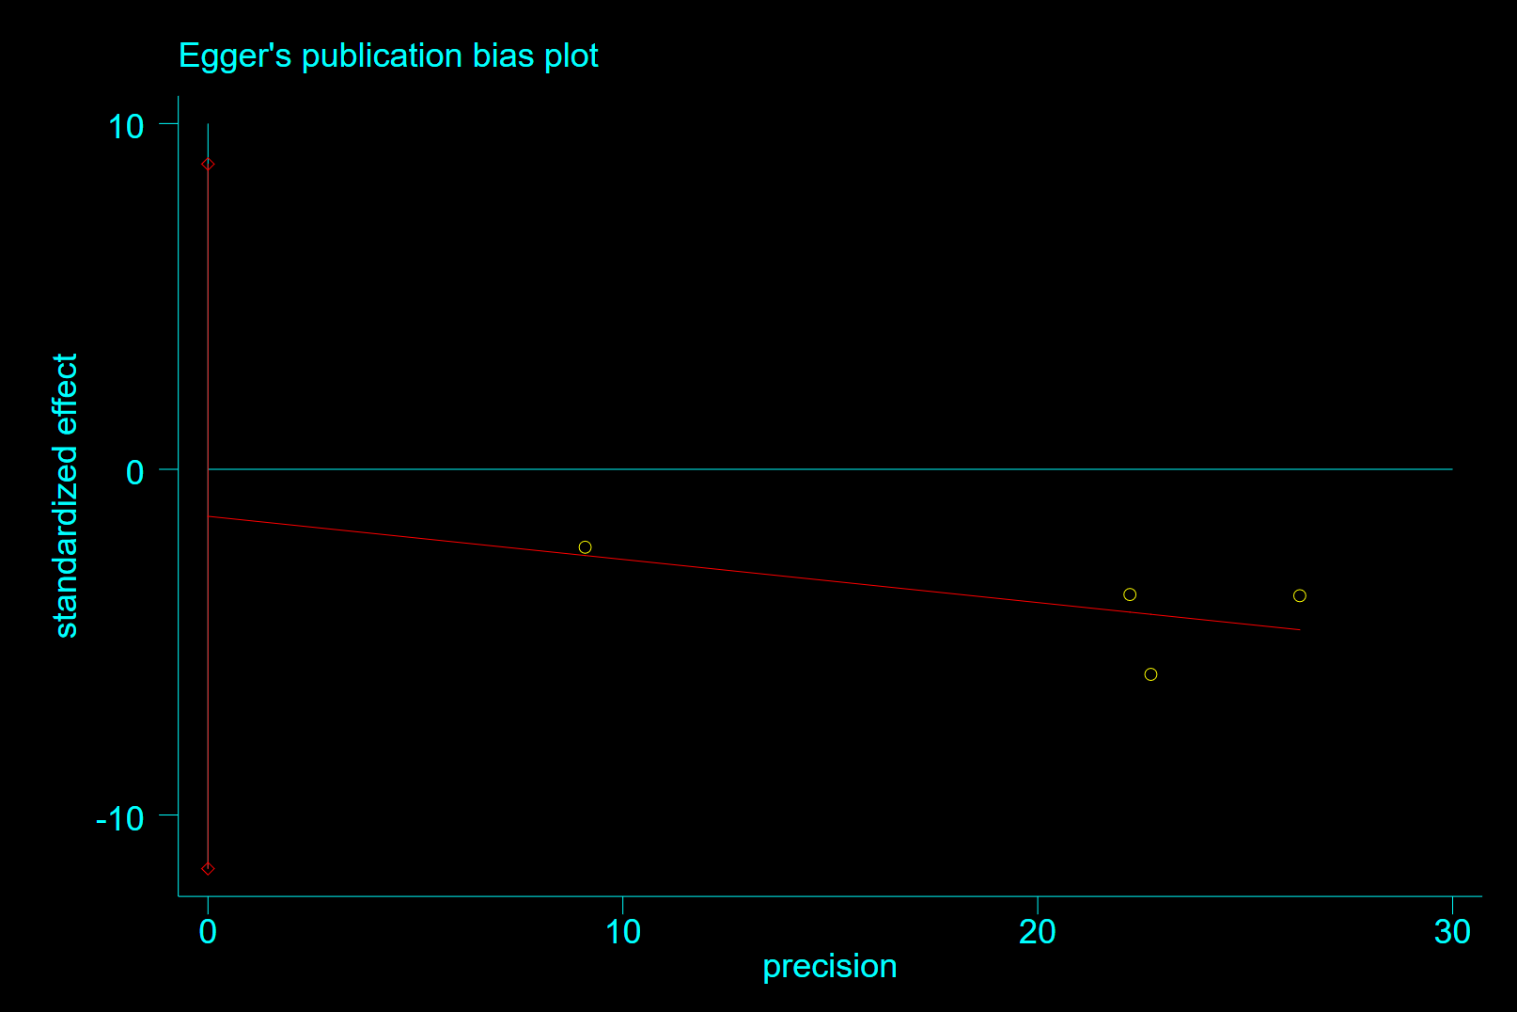 Egger's publication bias plot
10
0
-10
standardized effect
0 10 20 30
precision